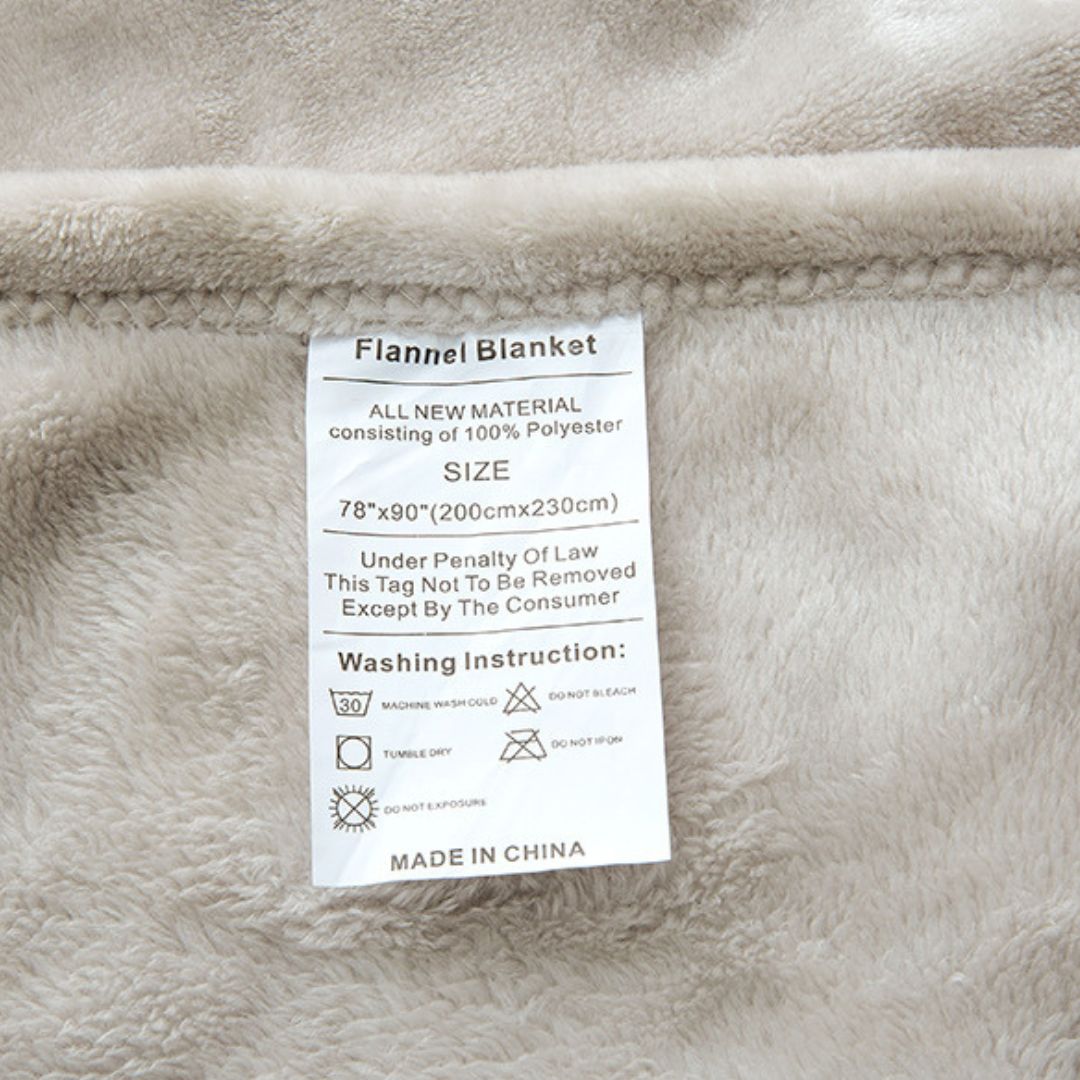 Flannel Blanket
ALL NEW MATERIAL
consisting of 100% Polyester
SIZE
78"x90"(200cmx230cm)
Under Penalty Of Law
This Tag Not To Be Removed
Except By The Consumer
Washing Instruction:
30 MACHINE WASH COLD DO NOT BLEACH
TUMBLE DRY DO NOT IRON
DO NOT EXPOSURE
MADE IN CHINA